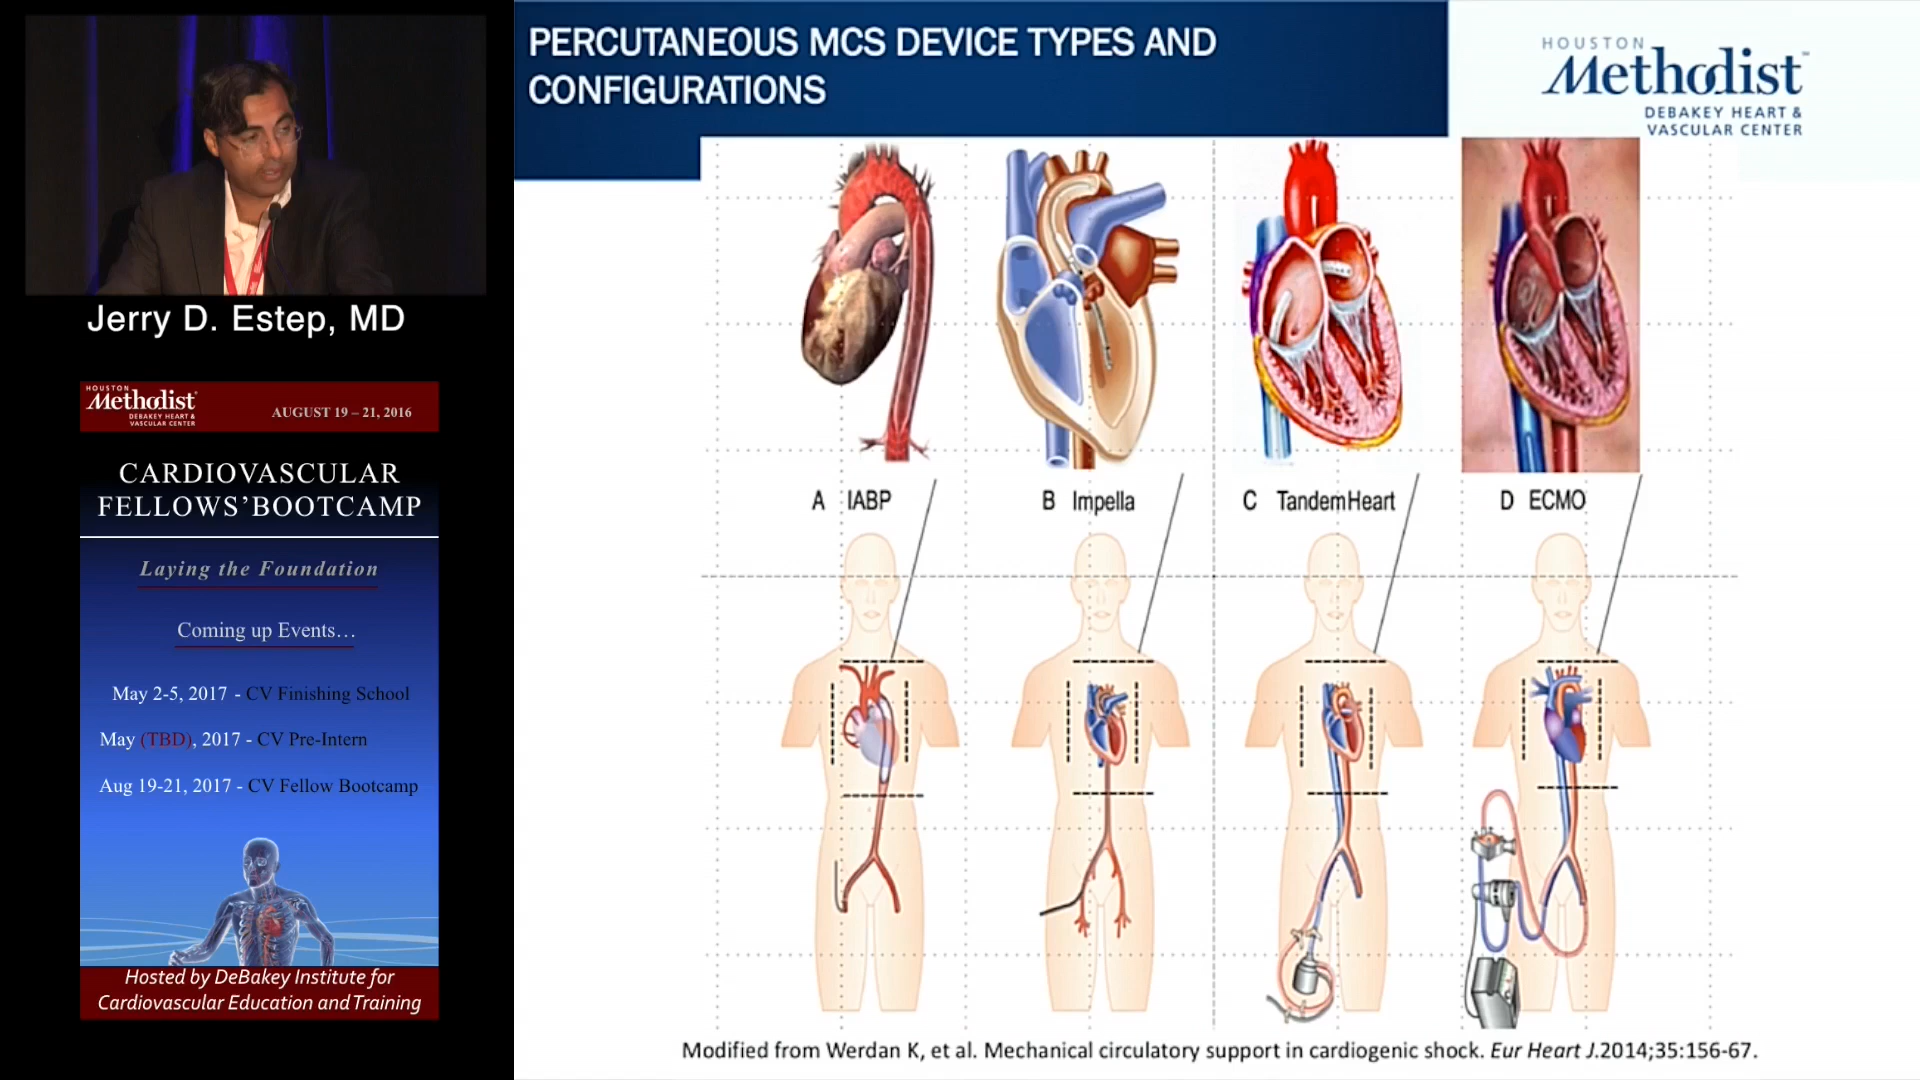 Jerry D. Estep, MD
HOUSTON
Methodist
DEBAKEY HEART &
VASCULAR CENTER
AUGUST 19 – 21, 2016
CARDIOVASCULAR
FELLOWS’BOOTCAMP
Laying the Foundation
Coming up Events…
May 2-5, 2017 - CV Finishing School
May (TBD), 2017 - CV Pre-Intern
Aug 19-21, 2017 - CV Fellow Bootcamp
Hosted by DeBakey Institute for
Cardiovascular Education and Training
PERCUTANEOUS MCS DEVICE TYPES AND
CONFIGURATIONS
HOUSTON
Methodist™
DEBAKEY HEART &
VASCULAR CENTER
A IABP
B Impella
C TandemHeart
D ECMO
Modified from Werdan K, et al. Mechanical circulatory support in cardiogenic shock. Eur Heart J.2014;35:156-67.